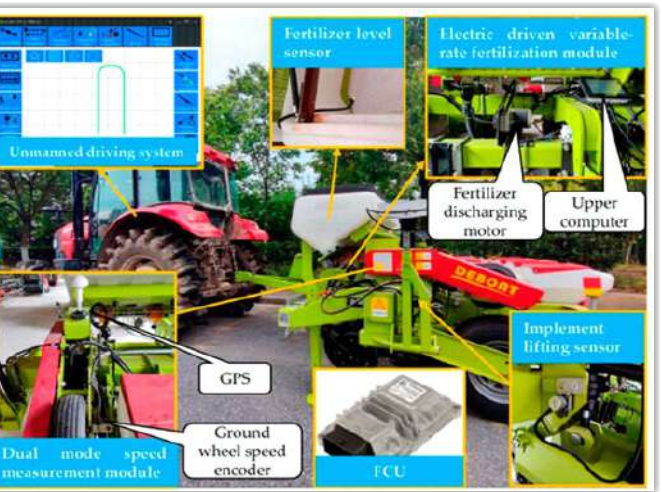 Unmanned driving system
Fertilizer level
sensor
Electric driven variable-
rate fertilization module
Fertilizer
discharging
motor
Upper
computer
DEBORT
Implement
lifting sensor
GPS
Ground
wheel speed
encoder
Dual mode speed
measurement module
FCU